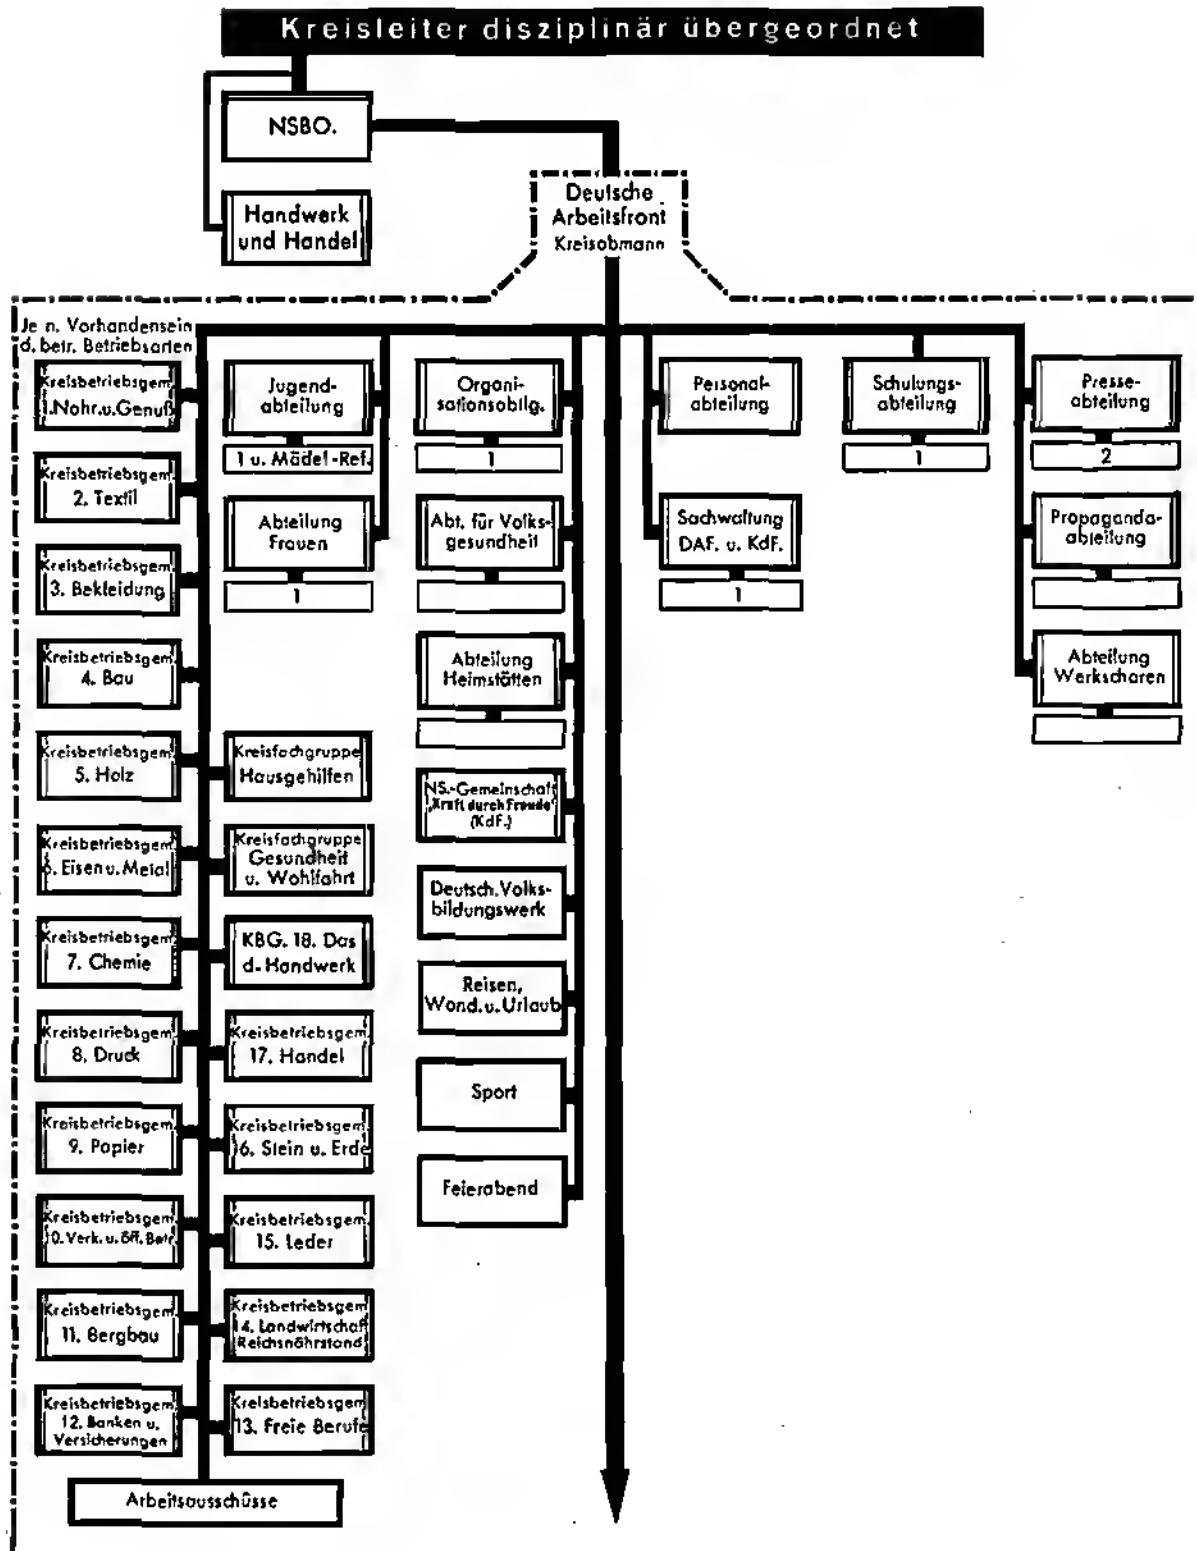 Kreisleiter disziplinär übergeordnet
NSBO.
Handwerk
und Handel
Deutsche
Arbeitsfront
Kreisobmann
Je n. Vorhandensein
d. betr. Betriebsarten
Kreisbetriebsgem.
1. Nahr. u. Genuß
Kreisbetriebsgem.
2. Textil
Kreisbetriebsgem.
3. Bekleidung
Kreisbetriebsgem.
4. Bau
Kreisbetriebsgem.
5. Holz
Kreisbetriebsgem.
6. Eisen u. Metal
Kreisbetriebsgem.
7. Chemie
Kreisbetriebsgem.
8. Druck
Kreisbetriebsgem.
9. Papier
Kreisbetriebsgem.
10. Verk. u. öff. Betr.
Kreisbetriebsgem.
11. Bergbau
Kreisbetriebsgem.
12. Banken u.
Versicherungen
Jugend-
abteilung
1 u. Mädel-Ref.
Abteilung
Frauen
1
Kreisfachgruppe
Hausgehilfen
Kreisfachgruppe
Gesundheit
u. Wohlfahrt
KBG. 18. Das
d. Handwerk
Kreisbetriebsgem.
17. Handel
Kreisbetriebsgem.
16. Stein u. Erde
Kreisbetriebsgem.
15. Leder
Kreisbetriebsgem.
14. Landwirtschaf
Reichsnährstand
Kreisbetriebsgem.
13. Freie Berufe
Arbeitsausschüsse
Organi-
sationsabtlg.
1
Abt. für Volks-
gesundheit
Abteilung
Heimstätten
NS.-Gemeinschaft
„Kraft durch Freude“
(KdF.)
Deutsch. Volks-
bildungswerk
Reisen,
Wand. u. Urlaub
Sport
Feierabend
Personal-
abteilung
Sachwaltung
DAF. u. KdF.
1
Schulungs-
abteilung
1
Presse-
abteilung
2
Propaganda-
abteilung
Abteilung
Werkscharen